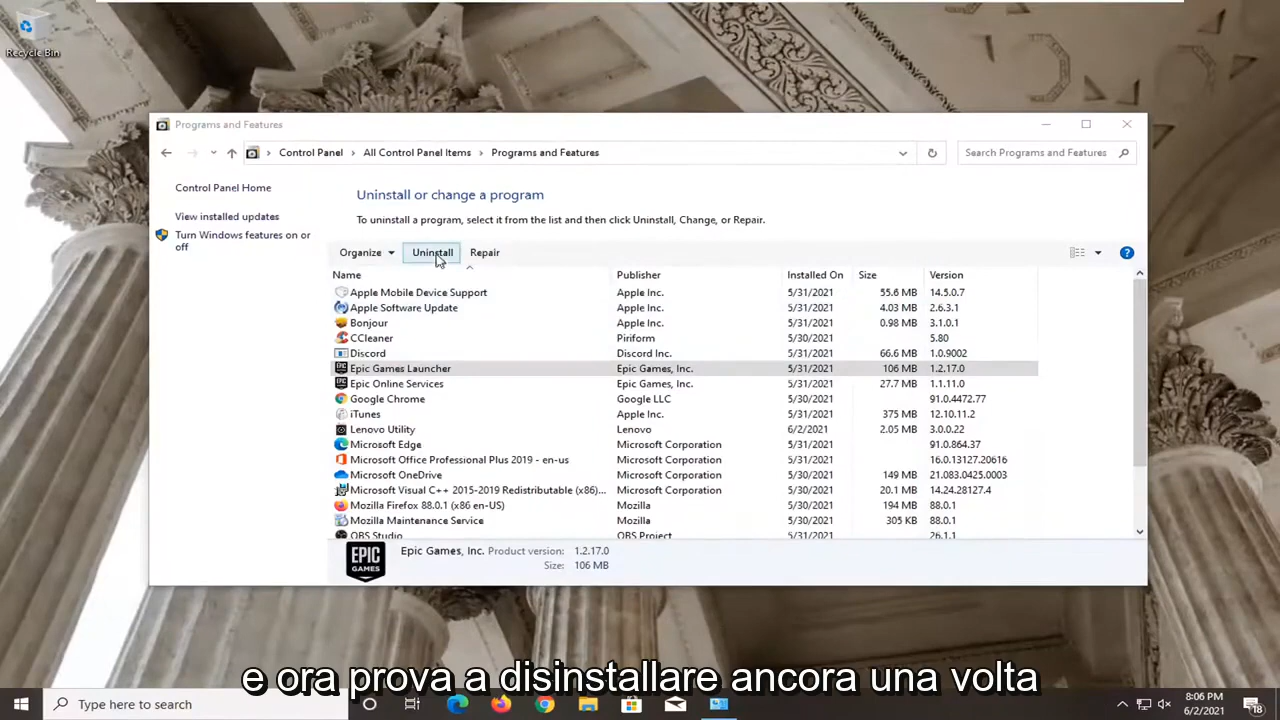 Recycle Bin
Programs and Features
Control Panel > All Control Panel Items > Programs and Features
Search Programs and Features
Control Panel Home
View installed updates
Turn Windows features on or
off
Uninstall or change a program
To uninstall a program, select it from the list and then click Uninstall, Change, or Repair.
Organize Uninstall Repair
Name Publisher Installed On Size Version
Apple Mobile Device Support Apple Inc. 5/31/2021 55.6 MB 14.5.0.7
Apple Software Update Apple Inc. 5/31/2021 4.03 MB 2.6.3.1
Bonjour Apple Inc. 5/31/2021 0.98 MB 3.1.0.1
CCleaner Piriform 5/30/2021 5.80
Discord Discord Inc. 5/31/2021 66.6 MB 1.0.9002
Epic Games Launcher Epic Games, Inc. 5/31/2021 106 MB 1.2.17.0
Epic Online Services Epic Games, Inc. 5/31/2021 27.7 MB 1.1.11.0
Google Chrome Google LLC 5/31/2021 91.0.4472.77
iTunes Apple Inc. 5/31/2021 375 MB 12.10.11.2
Lenovo Utility Lenovo 6/2/2021 2.05 MB 3.0.0.22
Microsoft Edge Microsoft Corporation 5/31/2021 91.0.864.37
Microsoft Office Professional Plus 2019 - en-us Microsoft Corporation 5/31/2021 16.0.13127.20616
Microsoft OneDrive Microsoft Corporation 5/30/2021 149 MB 21.083.0425.0003
Microsoft Visual C++ 2015-2019 Redistributable (x86)... Microsoft Corporation 5/30/2021 20.1 MB 14.24.28127.4
Mozilla Firefox 88.0.1 (x86 en-US) Mozilla 5/30/2021 194 MB 88.0.1
Mozilla Maintenance Service Mozilla 5/30/2021 305 KB 88.0.1
OBS Studio OBS Project 5/31/2021 26.1.1
EPIC
GAMES
Epic Games, Inc. Product version: 1.2.17.0
Size: 106 MB
e ora prova a disinstallare ancora una volta
Type here to search
8:06 PM
6/2/2021
18